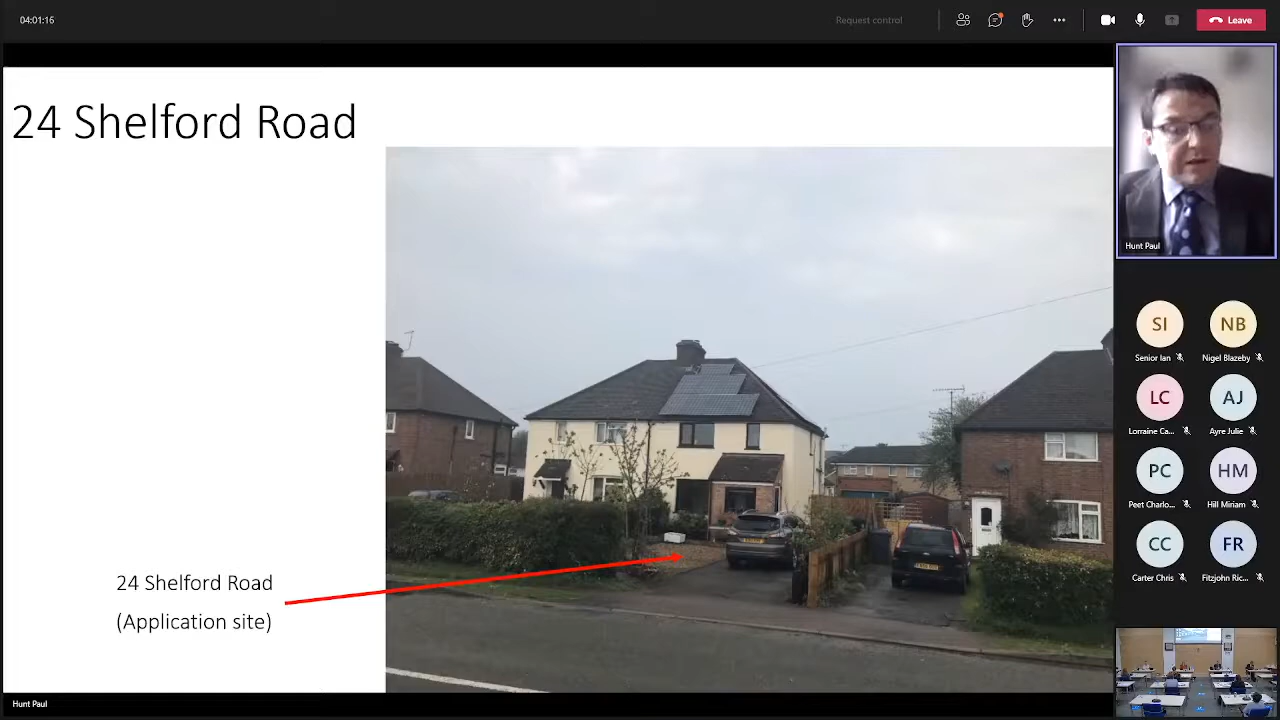 04:01:16
Request control
Leave
24 Shelford Road
24 Shelford Road
(Application site)
Hunt Paul
SI
NB
Senior Ian
Nigel Blazeby
LC
AJ
Lorraine Ca...
Ayre Julie
PC
HM
Peet Charlo...
Hill Miriam
CC
FR
Carter Chris
Fitzjohn Ric...
Hunt Paul